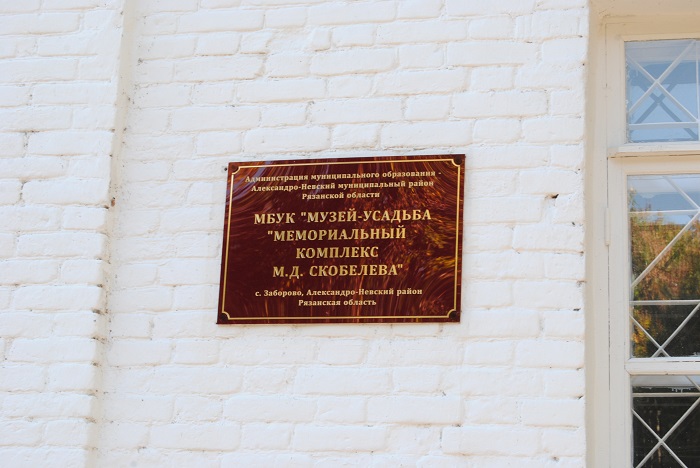 Администрация муниципального образования -
Александро-Невский муниципальный район
Рязанской области
МБУК "МУЗЕЙ-УСАДЬБА
"МЕМОРИАЛЬНЫЙ
КОМПЛЕКС
М.Д. СКОБЕЛЕВА"
с. Заборово, Александро-Невский район
Рязанская область